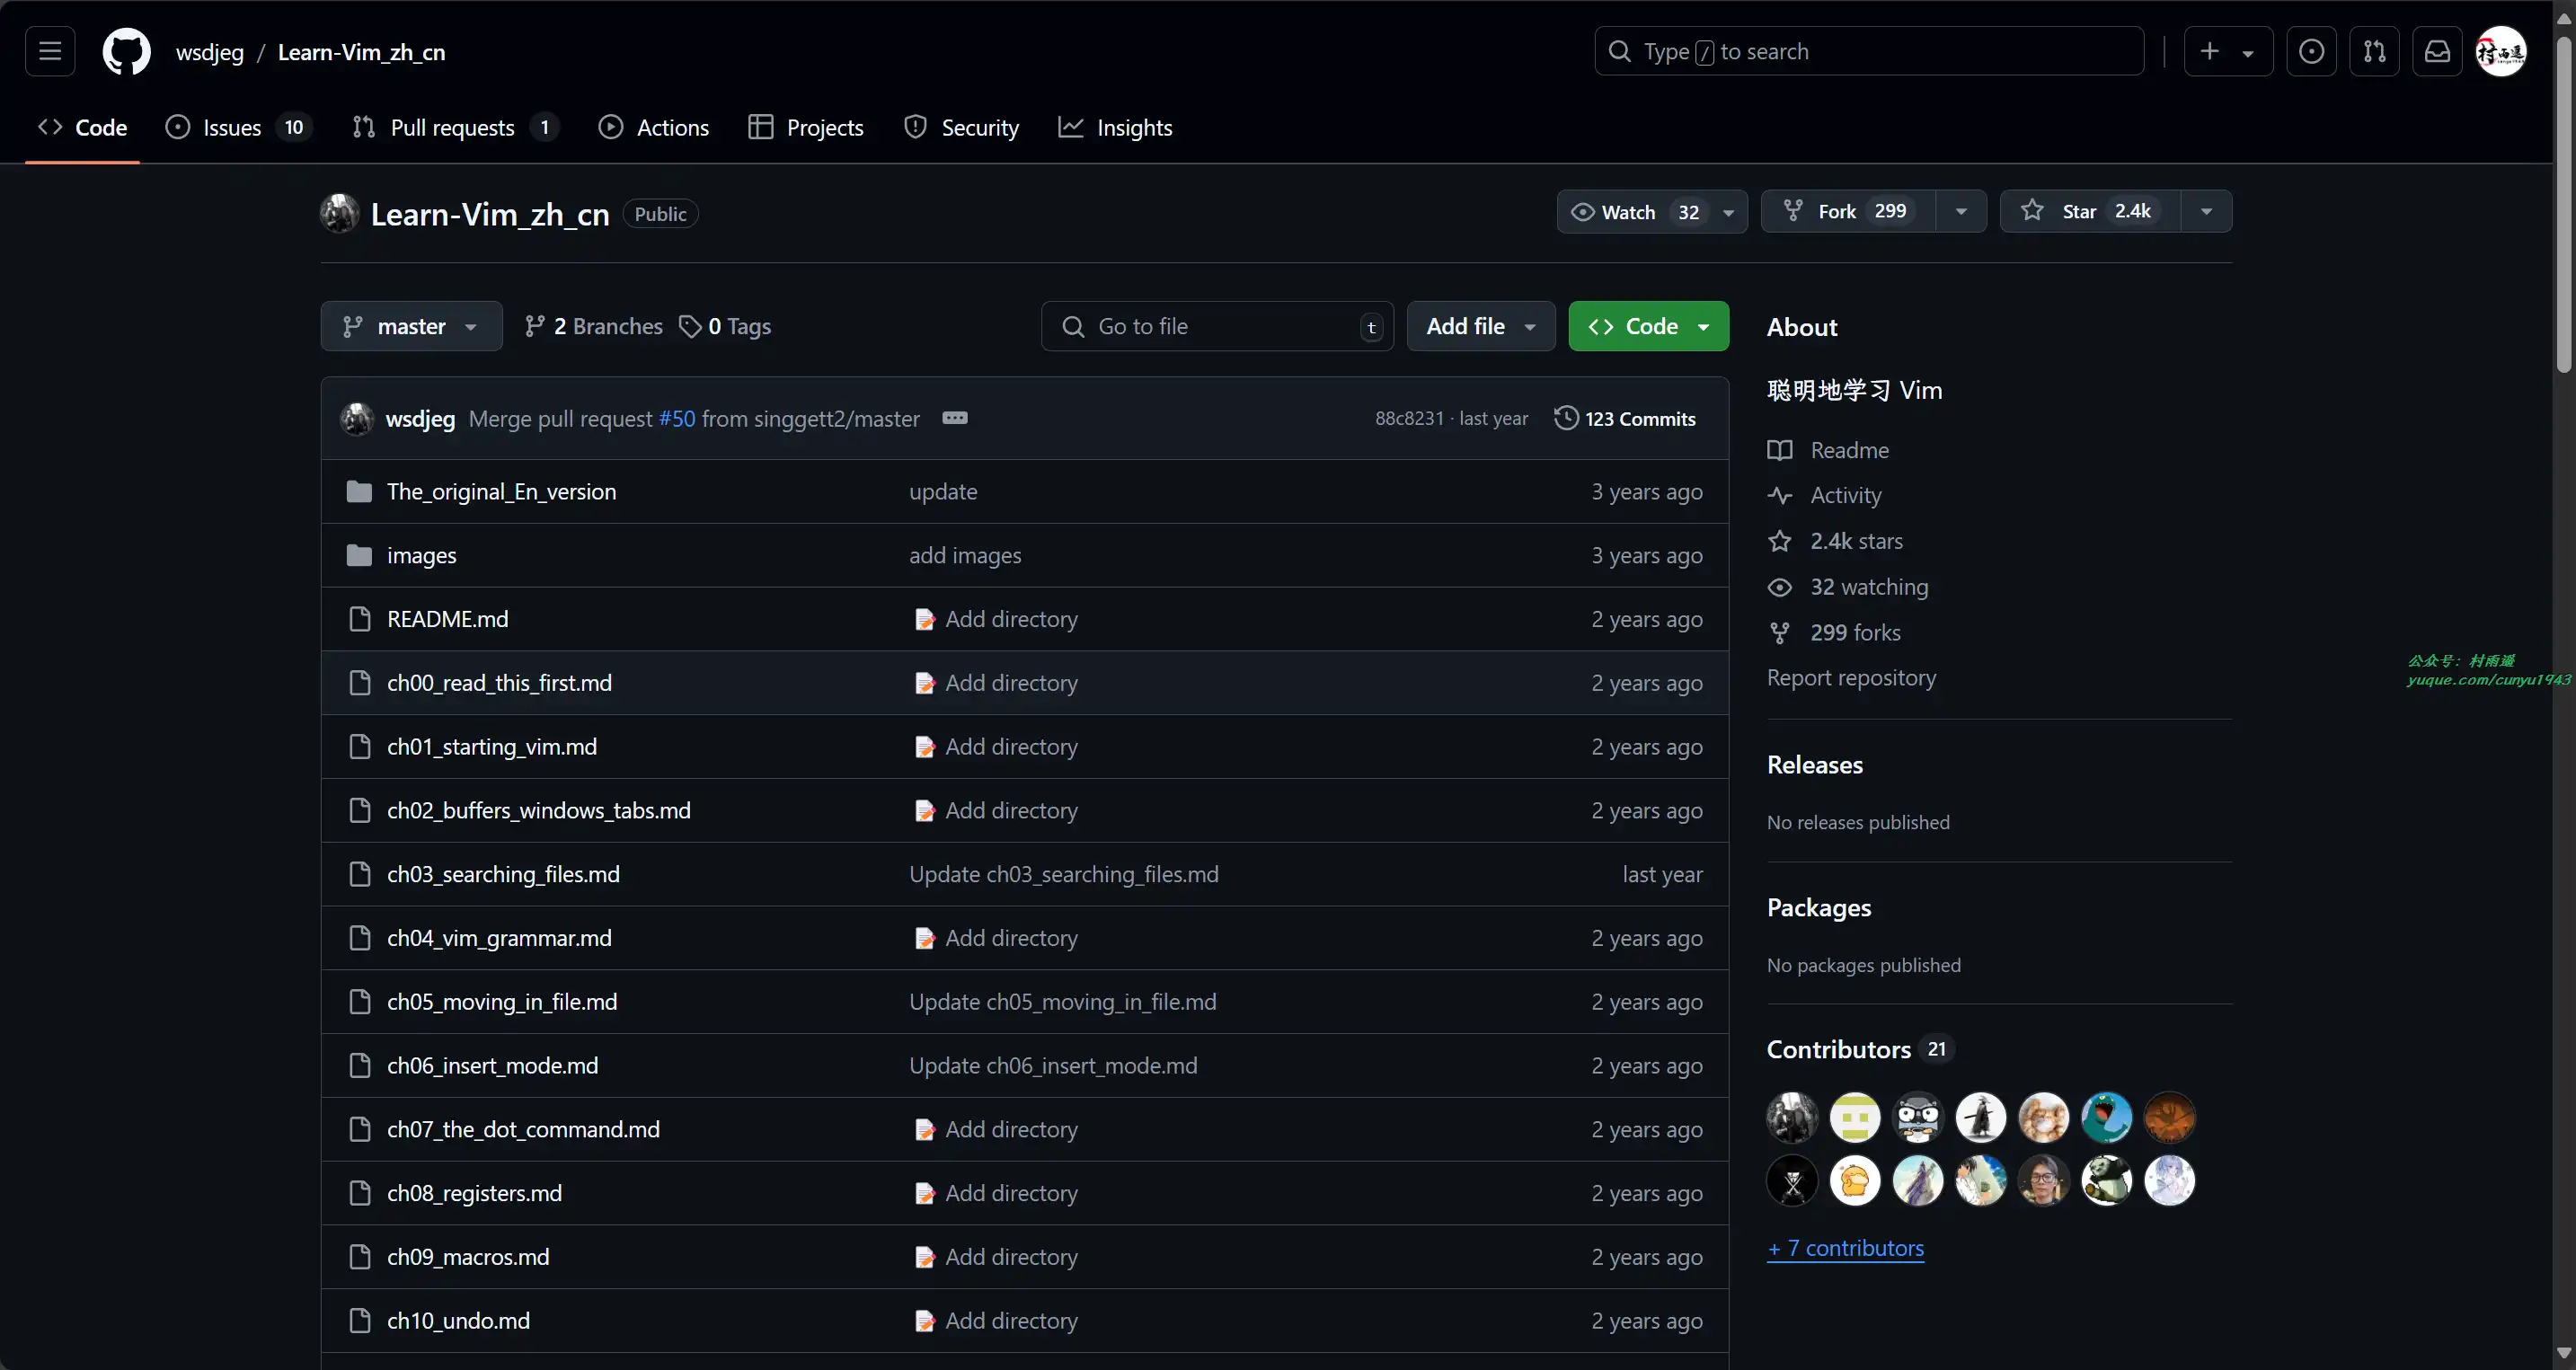 wsdjeg / Learn-Vim_zh_cn
Type / to search
Code
Issues 10
Pull requests 1
Actions
Projects
Security
Insights
Learn-Vim_zh_cn Public
Watch 32
Fork 299
Star 2.4k
master
2 Branches
0 Tags
Go to file t
Add file
Code
wsdjeg Merge pull request #50 from singgett2/master
88c8231 · last year
123 Commits
The_original_En_version update 3 years ago
images add images 3 years ago
README.md Add directory 2 years ago
ch00_read_this_first.md Add directory 2 years ago
ch01_starting_vim.md Add directory 2 years ago
ch02_buffers_windows_tabs.md Add directory 2 years ago
ch03_searching_files.md Update ch03_searching_files.md last year
ch04_vim_grammar.md Add directory 2 years ago
ch05_moving_in_file.md Update ch05_moving_in_file.md 2 years ago
ch06_insert_mode.md Update ch06_insert_mode.md 2 years ago
ch07_the_dot_command.md Add directory 2 years ago
ch08_registers.md Add directory 2 years ago
ch09_macros.md Add directory 2 years ago
ch10_undo.md Add directory 2 years ago
About
聪明地学习 Vim
Readme
Activity
2.4k stars
32 watching
299 forks
Report repository
Releases
No releases published
Packages
No packages published
Contributors 21
+ 7 contributors
公众号：村雨遥
yuque.com/cunyu1943